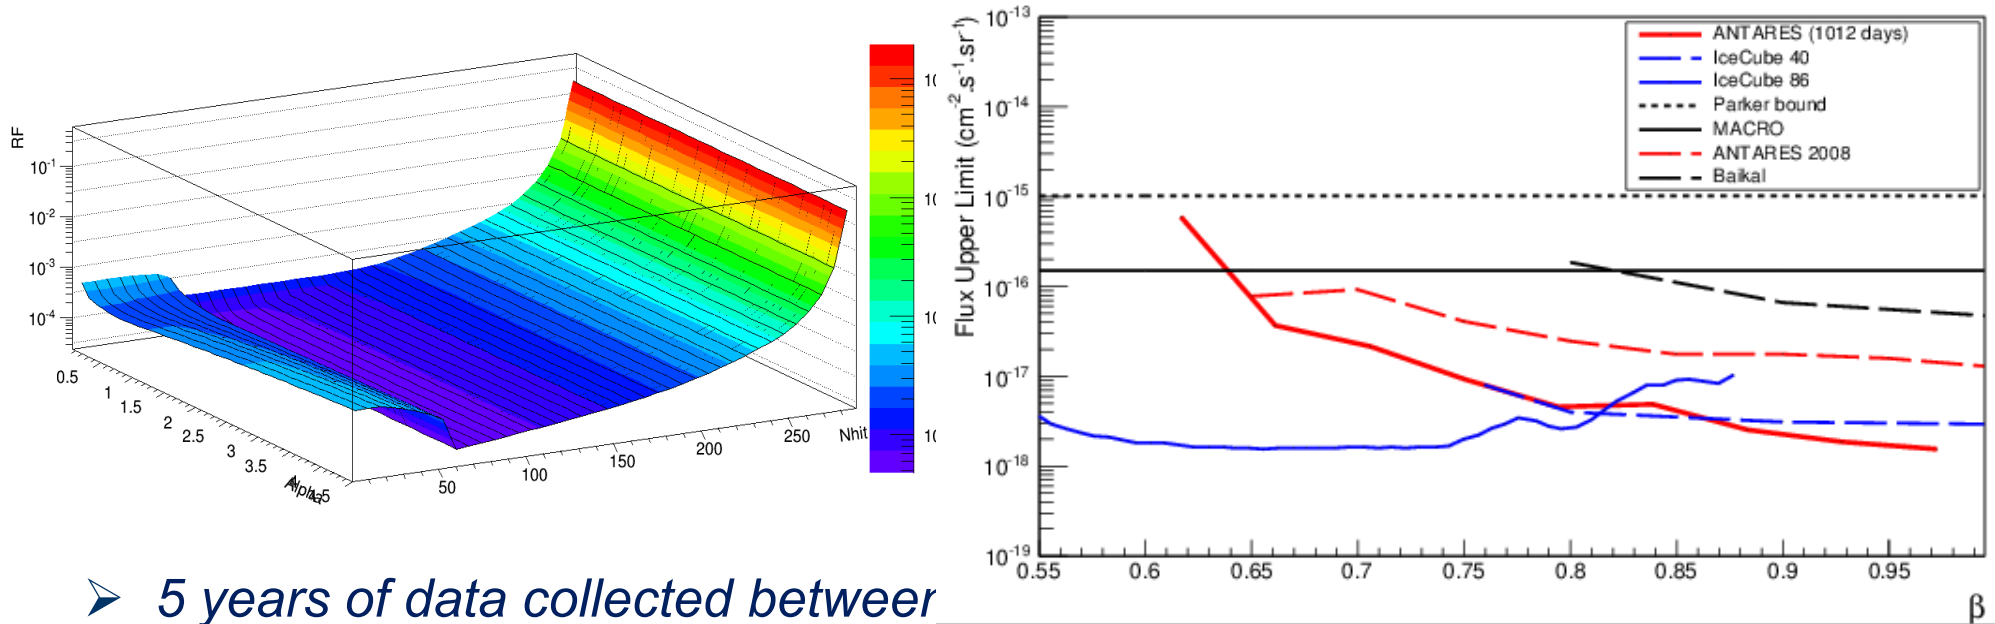 RF
10-1
10-2
10-3
10-4
0.5
1
1.5
2
2.5
3
3.5
Alpha
50
100
150
200
250
Nhit
Flux Upper Limit (cm-2.s-1.sr-1)
10-13
10-14
10-15
10-16
10-17
10-18
10-19
ANTARES (1012 days)
IceCube 40
IceCube 86
Parker bound
MACRO
ANTARES 2008
Baikal
0.55 0.6 0.65 0.7 0.75 0.8 0.85 0.9 0.95
β
➢ 5 years of data collected between